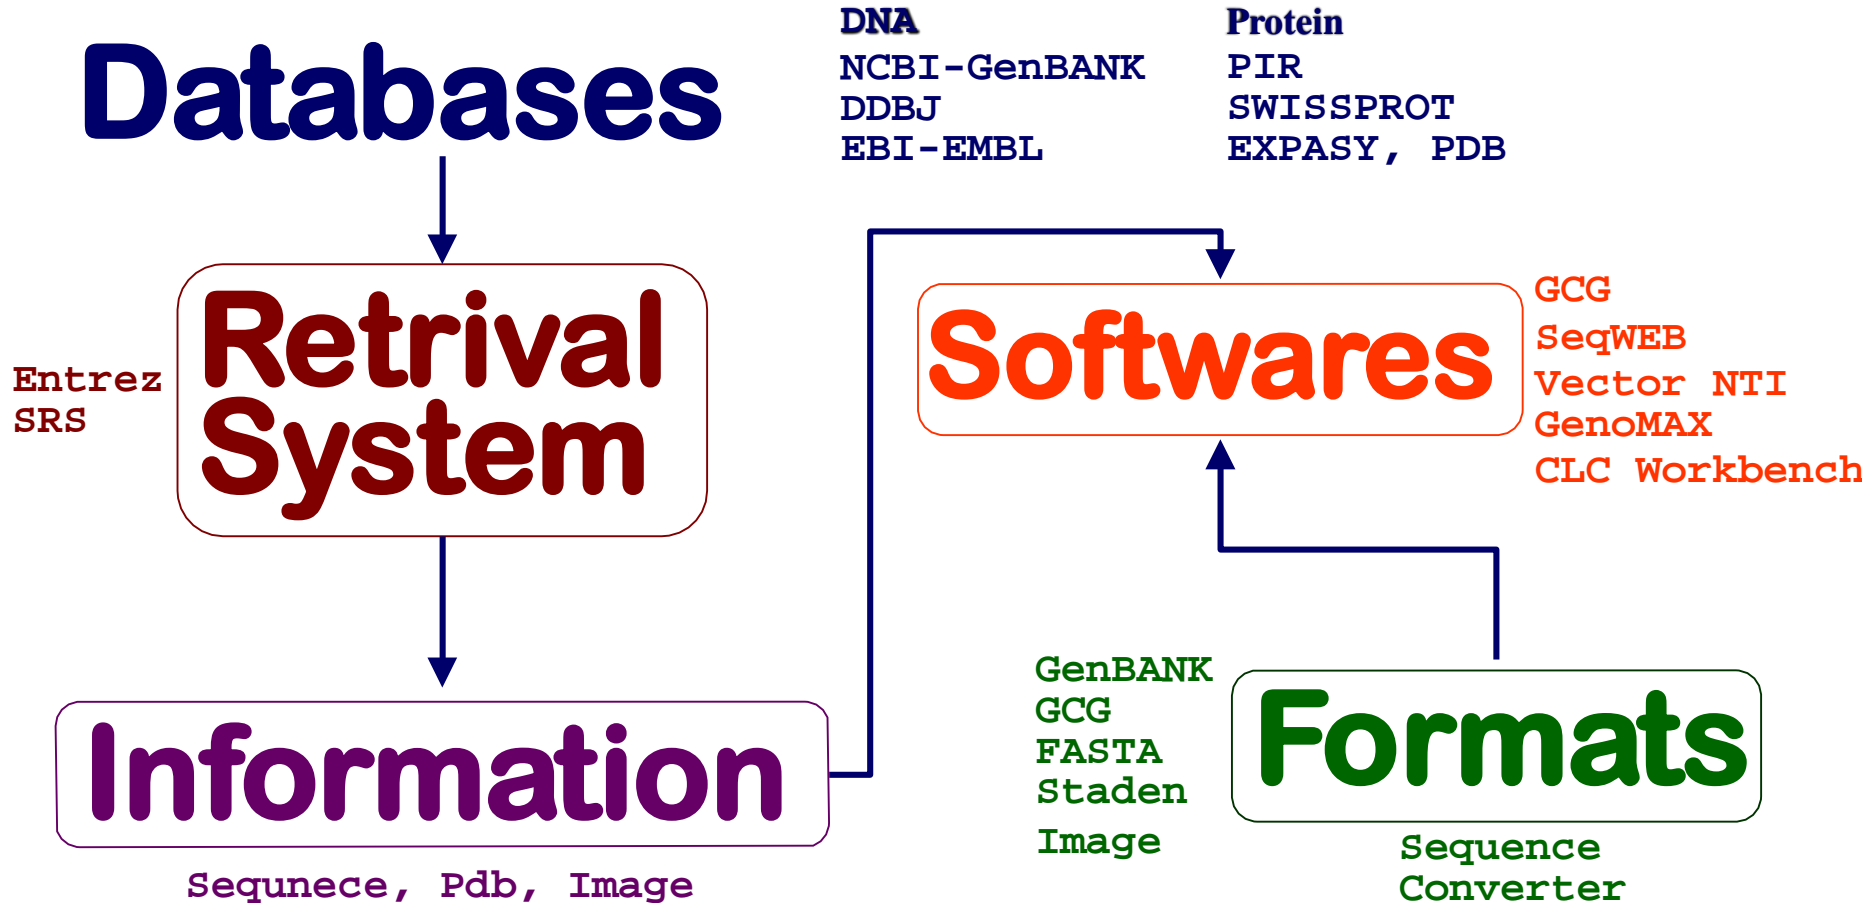 Databases
DNA
NCBI-GenBANK
DDBJ
EBI-EMBL
Protein
PIR
SWISSPROT
EXPASY, PDB
Retrival
System
Entrez
SRS
Information
Sequnece, Pdb, Image
Softwares
GCG
SeqWEB
Vector NTI
GenoMAX
CLC Workbench
Formats
GenBANK
GCG
FASTA
Staden
Image
Sequence
Converter